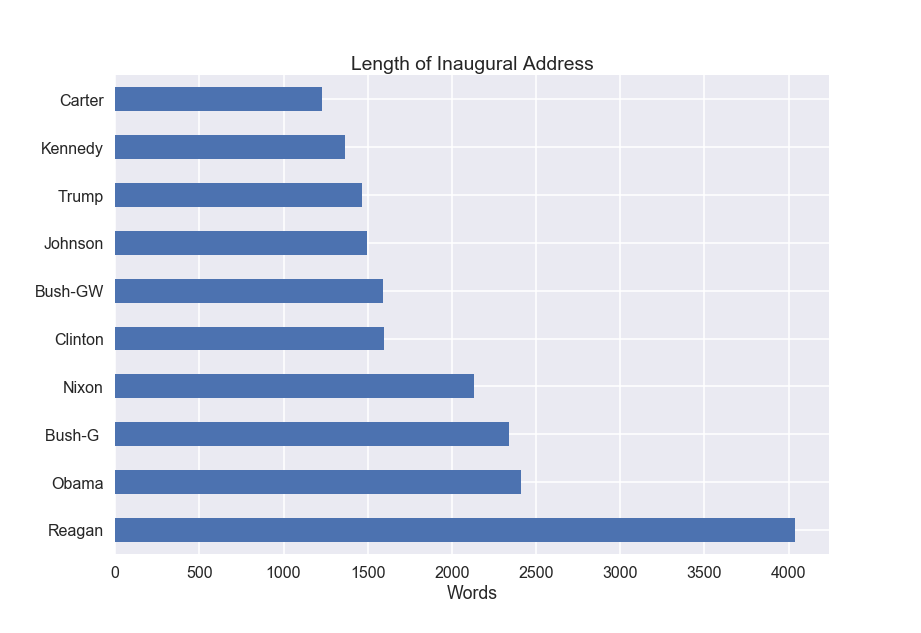 Length of Inaugural Address
Carter
Kennedy
Trump
Johnson
Bush-GW
Clinton
Nixon
Bush-G
Obama
Reagan
0 500 1000 1500 2000 2500 3000 3500 4000
Words